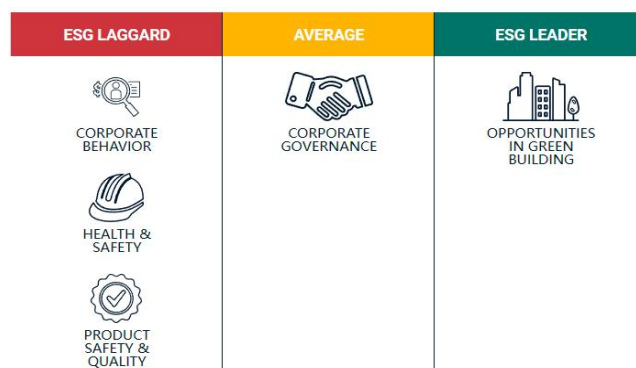 ESG LAGGARD
AVERAGE
ESG LEADER
CORPORATE
BEHAVIOR
CORPORATE
GOVERNANCE
OPPORTUNITIES
IN GREEN
BUILDING
HEALTH &
SAFETY
PRODUCT
SAFETY &
QUALITY